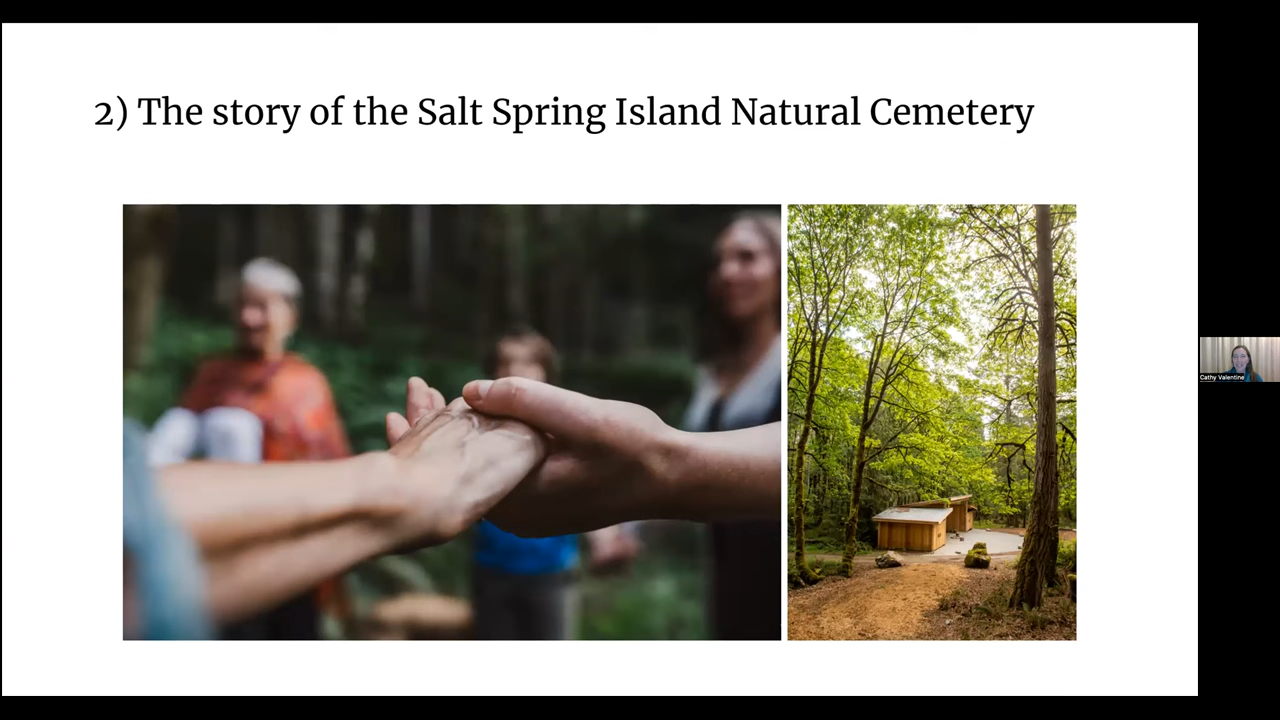 2) The story of the Salt Spring Island Natural Cemetery
Cathy Valentine